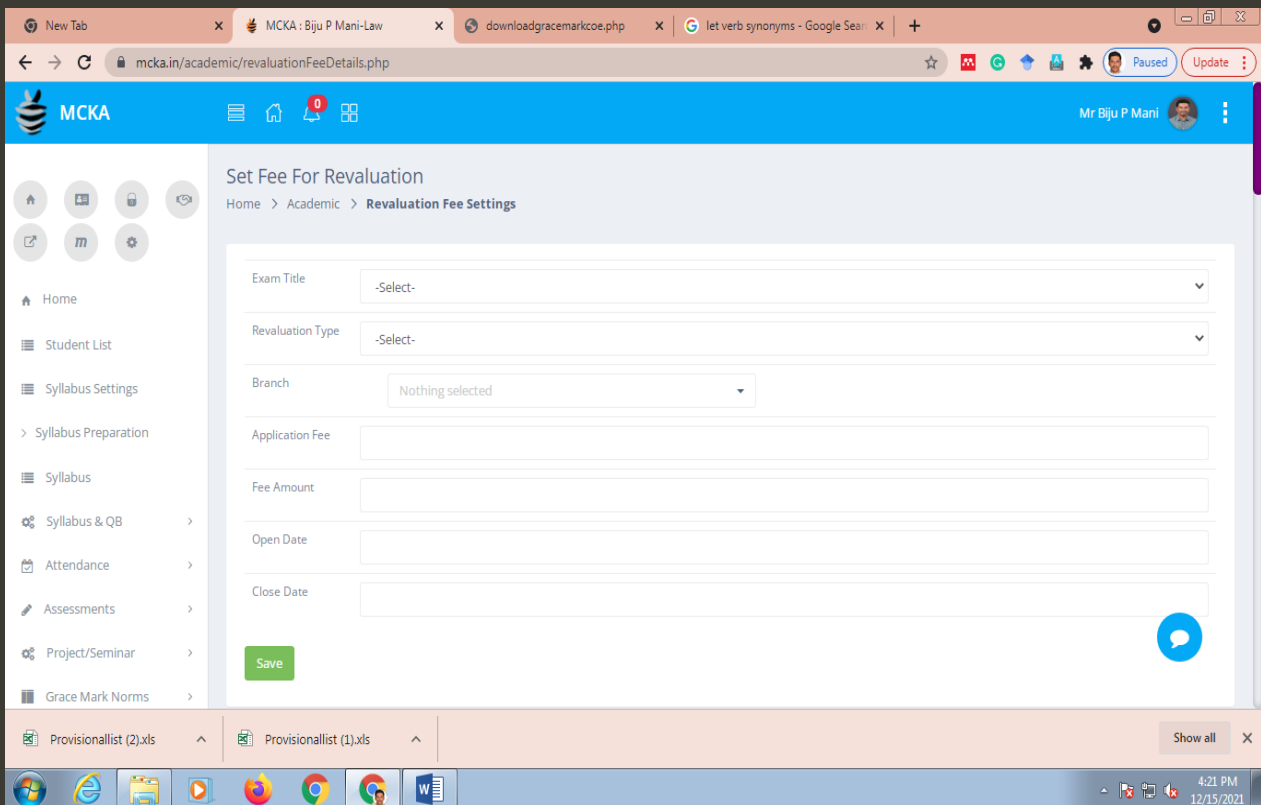 New Tab
MCKA : Biju P Mani-Law
downloadgracemarkcoe.php
let verb synonyms - Google Sear
mcka.in/academic/revaluationFeeDetails.php
Paused
Update
MCKA
0
Mr Biju P Mani
Set Fee For Revaluation
Home > Academic > Revaluation Fee Settings
m
Home
Student List
Syllabus Settings
> Syllabus Preparation
Syllabus
Syllabus & QB
Attendance
Assessments
Project/Seminar
Grace Mark Norms
Exam Title
-Select-
Revaluation Type
-Select-
Branch
Nothing selected
Application Fee
Fee Amount
Open Date
Close Date
Save
Provisionallist (2).xls
Provisionallist (1).xls
Show all
4:21 PM
12/15/2021